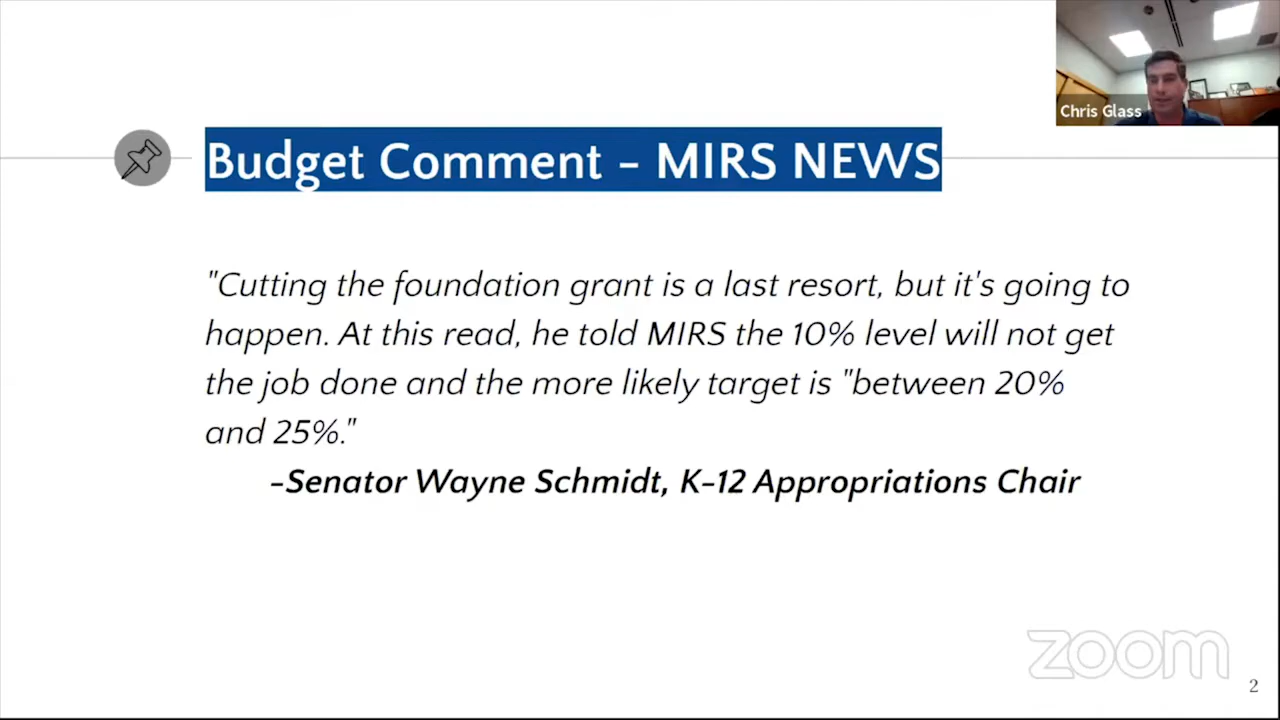 Chris Glass
Budget Comment – MIRS NEWS
"Cutting the foundation grant is a last resort, but it's going to
happen. At this read, he told MIRS the 10% level will not get
the job done and the more likely target is "between 20%
and 25%."
–Senator Wayne Schmidt, K–12 Appropriations Chair
zoom
2